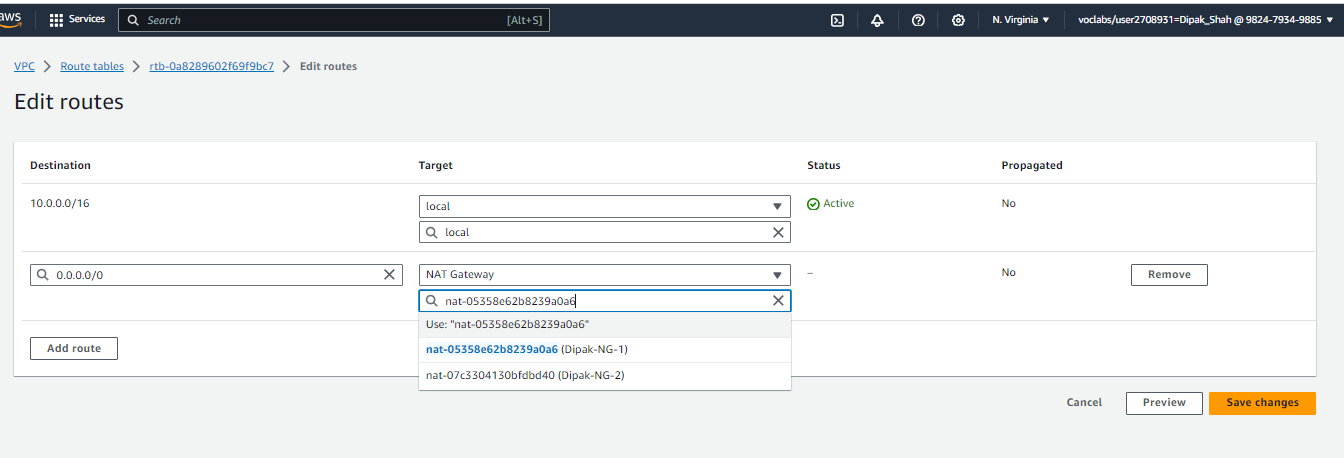 aws Services Search [Alt+S] N. Virginia voclabs/user2708931=Dipak_Shah @ 9824-7934-9885
VPC Route tables rtb-0a8289602f69f9bc7 Edit routes
Edit routes
Destination Target Status Propagated
10.0.0.0/16 local Active No
local
0.0.0.0/0 NAT Gateway – No Remove
nat-05358e62b8239a0a6
Use: "nat-05358e62b8239a0a6"
Add route nat-05358e62b8239a0a6 (Dipak-NG-1)
nat-07c3304130bfdbd40 (Dipak-NG-2)
Cancel Preview Save changes